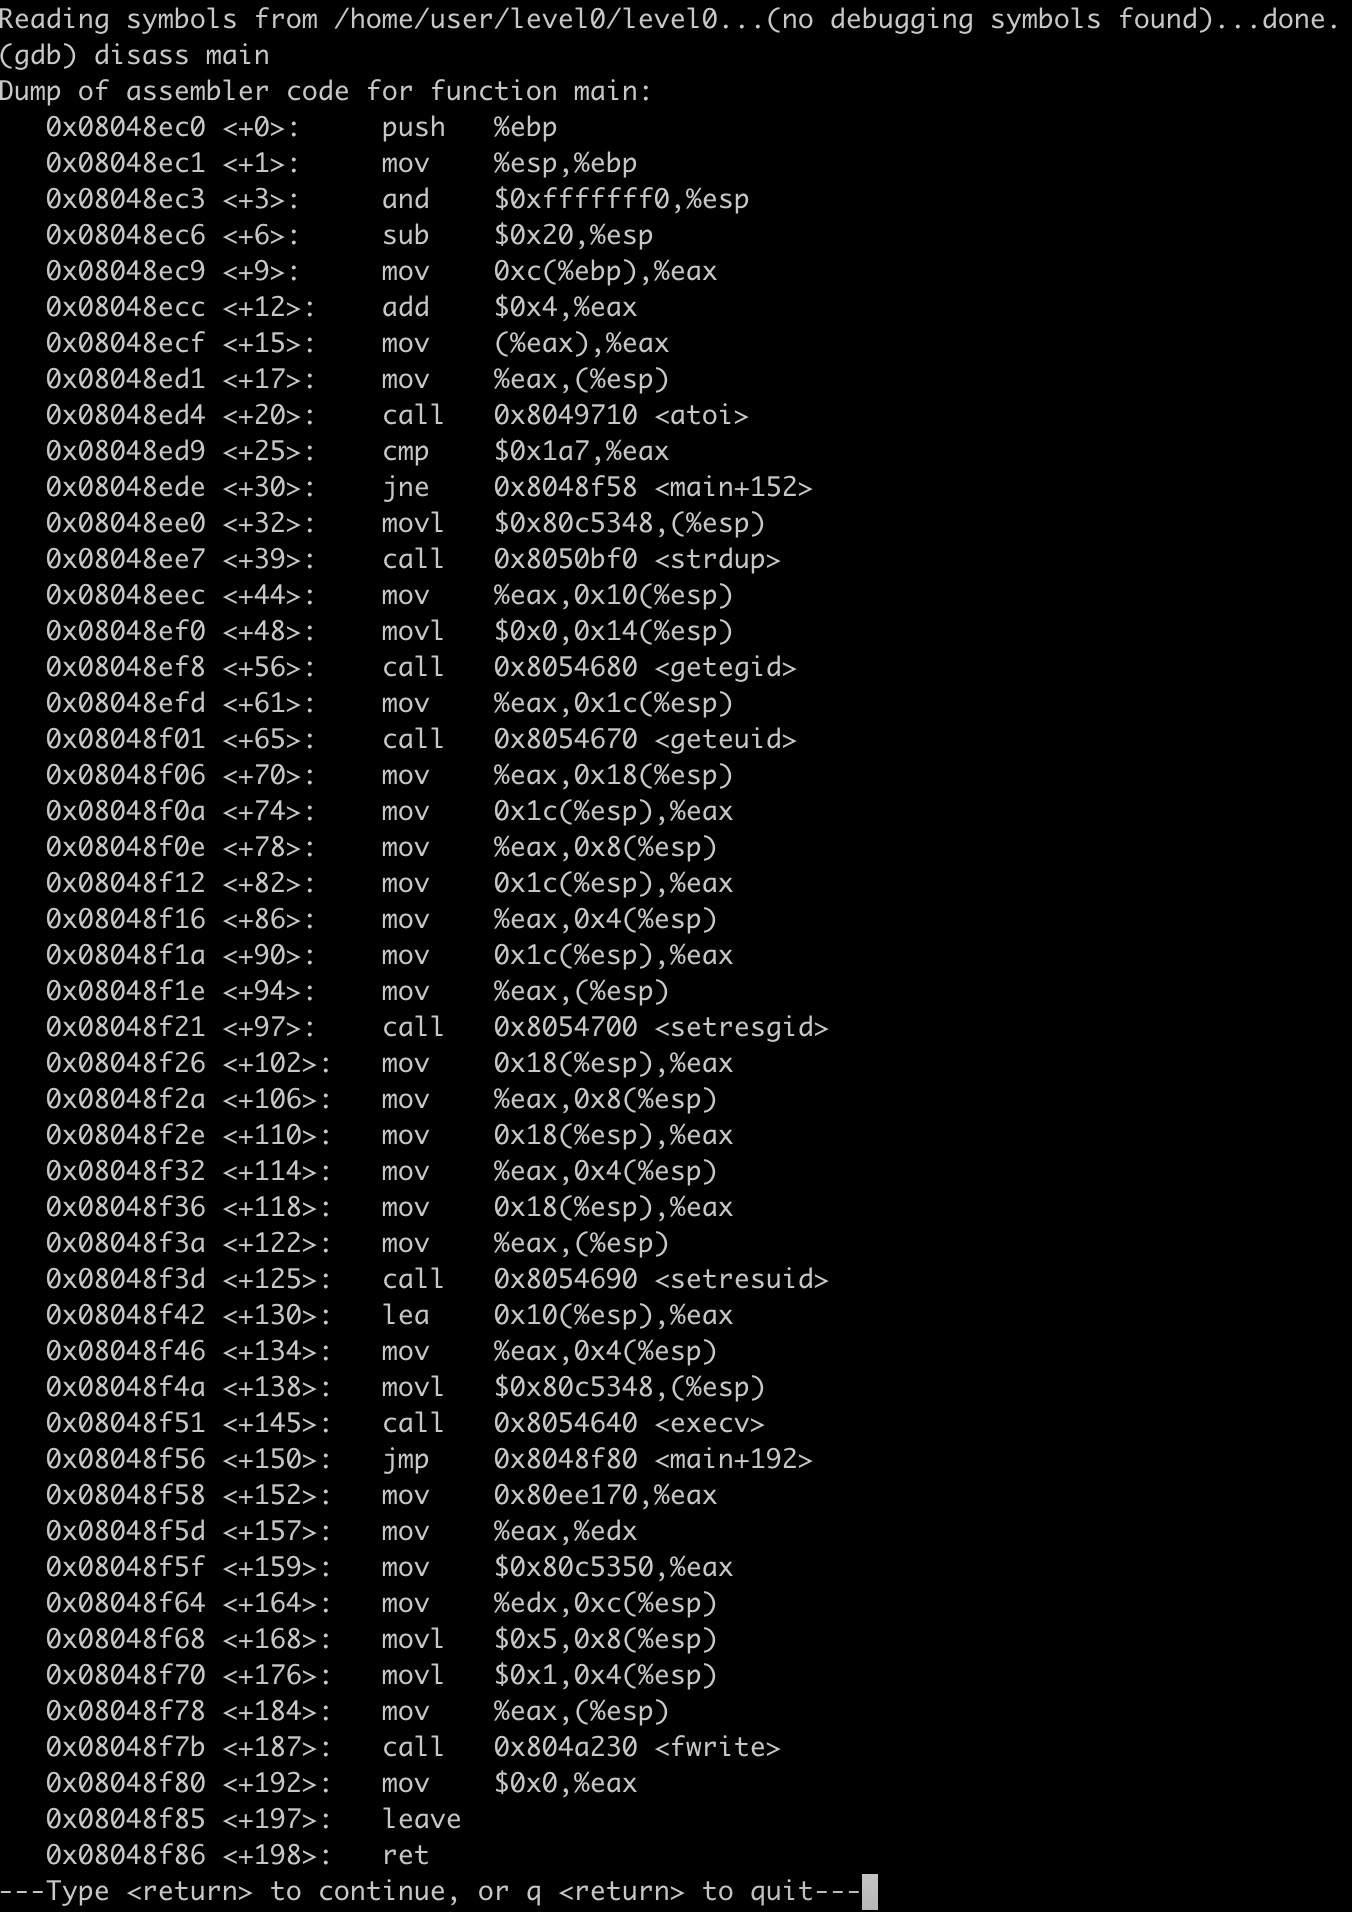 Reading symbols from /home/user/level0/level0...(no debugging symbols found)...done.
(gdb) disass main
Dump of assembler code for function main:
   0x08048ec0 <+0>:     push   %ebp
   0x08048ec1 <+1>:     mov    %esp,%ebp
   0x08048ec3 <+3>:     and    $0xfffffff0,%esp
   0x08048ec6 <+6>:     sub    $0x20,%esp
   0x08048ec9 <+9>:     mov    0xc(%ebp),%eax
   0x08048ecc <+12>:    add    $0x4,%eax
   0x08048ecf <+15>:    mov    (%eax),%eax
   0x08048ed1 <+17>:    mov    %eax,(%esp)
   0x08048ed4 <+20>:    call   0x8049710 <atoi>
   0x08048ed9 <+25>:    cmp    $0x1a7,%eax
   0x08048ede <+30>:    jne    0x8048f58 <main+152>
   0x08048ee0 <+32>:    movl   $0x80c5348,(%esp)
   0x08048ee7 <+39>:    call   0x8050bf0 <strdup>
   0x08048eec <+44>:    mov    %eax,0x10(%esp)
   0x08048ef0 <+48>:    movl   $0x0,0x14(%esp)
   0x08048ef8 <+56>:    call   0x8054680 <getegid>
   0x08048efd <+61>:    mov    %eax,0x1c(%esp)
   0x08048f01 <+65>:    call   0x8054670 <geteuid>
   0x08048f06 <+70>:    mov    %eax,0x18(%esp)
   0x08048f0a <+74>:    mov    0x1c(%esp),%eax
   0x08048f0e <+78>:    mov    %eax,0x8(%esp)
   0x08048f12 <+82>:    mov    0x1c(%esp),%eax
   0x08048f16 <+86>:    mov    %eax,0x4(%esp)
   0x08048f1a <+90>:    mov    0x1c(%esp),%eax
   0x08048f1e <+94>:    mov    %eax,(%esp)
   0x08048f21 <+97>:    call   0x8054700 <setresgid>
   0x08048f26 <+102>:   mov    0x18(%esp),%eax
   0x08048f2a <+106>:   mov    %eax,0x8(%esp)
   0x08048f2e <+110>:   mov    0x18(%esp),%eax
   0x08048f32 <+114>:   mov    %eax,0x4(%esp)
   0x08048f36 <+118>:   mov    0x18(%esp),%eax
   0x08048f3a <+122>:   mov    %eax,(%esp)
   0x08048f3d <+125>:   call   0x8054690 <setresuid>
   0x08048f42 <+130>:   lea    0x10(%esp),%eax
   0x08048f46 <+134>:   mov    %eax,0x4(%esp)
   0x08048f4a <+138>:   movl   $0x80c5348,(%esp)
   0x08048f51 <+145>:   call   0x8054640 <execv>
   0x08048f56 <+150>:   jmp    0x8048f80 <main+192>
   0x08048f58 <+152>:   mov    0x80ee170,%eax
   0x08048f5d <+157>:   mov    %eax,%edx
   0x08048f5f <+159>:   mov    $0x80c5350,%eax
   0x08048f64 <+164>:   mov    %edx,0xc(%esp)
   0x08048f68 <+168>:   movl   $0x5,0x8(%esp)
   0x08048f70 <+176>:   movl   $0x1,0x4(%esp)
   0x08048f78 <+184>:   mov    %eax,(%esp)
   0x08048f7b <+187>:   call   0x804a230 <fwrite>
   0x08048f80 <+192>:   mov    $0x0,%eax
   0x08048f85 <+197>:   leave
   0x08048f86 <+198>:   ret
---Type <return> to continue, or q <return> to quit---